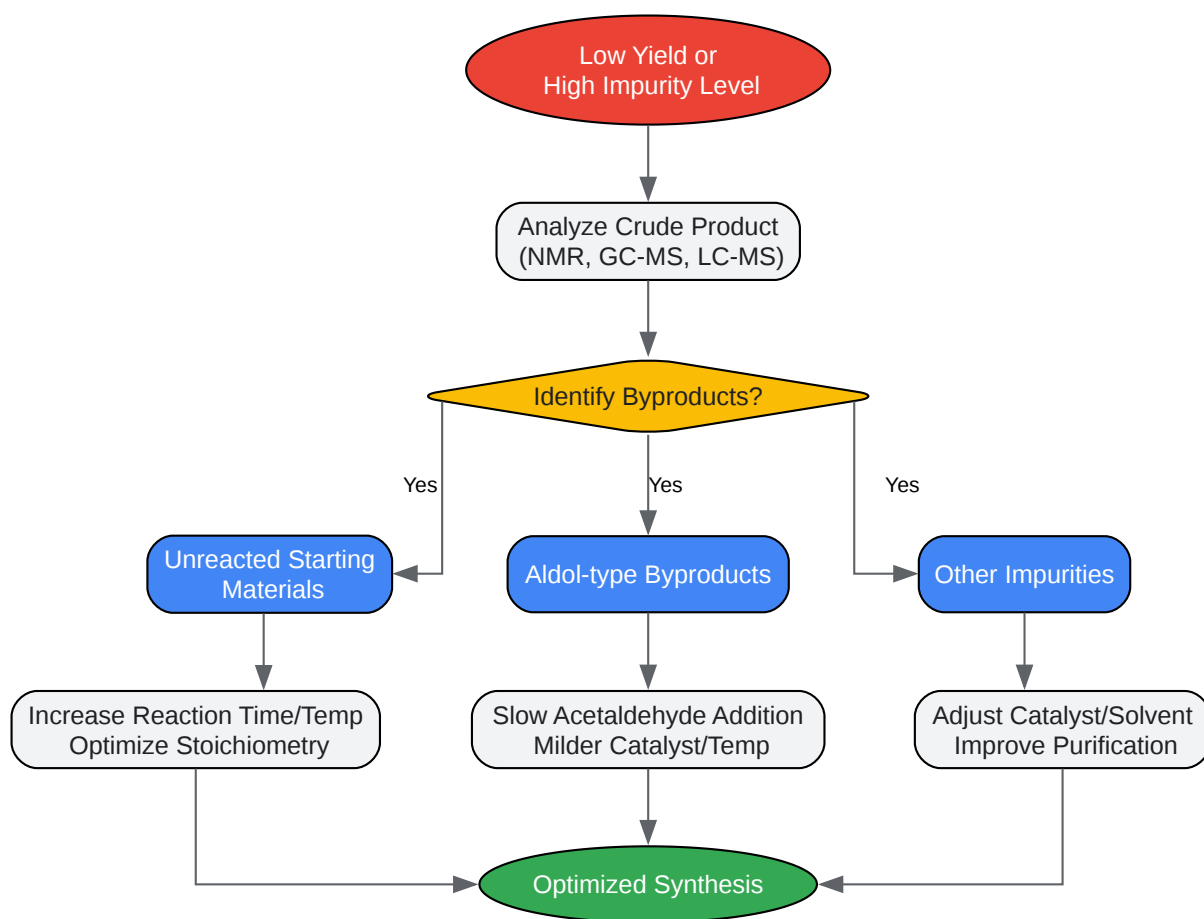 Low Yield or
High Impurity Level
Analyze Crude Product
(NMR, GC-MS, LC-MS)
Identify Byproducts?
Yes
Yes
Yes
Unreacted Starting
Materials
Aldol-type Byproducts
Other Impurities
Increase Reaction Time/Temp
Optimize Stoichiometry
Slow Acetaldehyde Addition
Milder Catalyst/Temp
Adjust Catalyst/Solvent
Improve Purification
Optimized Synthesis